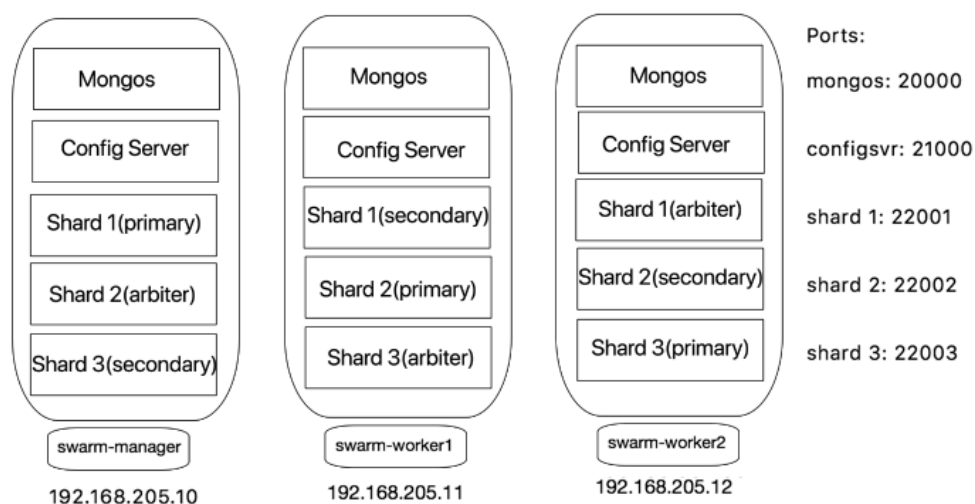 Mongos
Config Server
Shard 1(primary)
Shard 2(arbiter)
Shard 3(secondary)
swarm-manager
192.168.205.10
Mongos
Config Server
Shard 1(secondary)
Shard 2(primary)
Shard 3(arbiter)
swarm-worker1
192.168.205.11
Mongos
Config Server
Shard 1(arbiter)
Shard 2(secondary)
Shard 3(primary)
swarm-worker2
192.168.205.12
Ports:
mongos: 20000
configsvr: 21000
shard 1: 22001
shard 2: 22002
shard 3: 22003